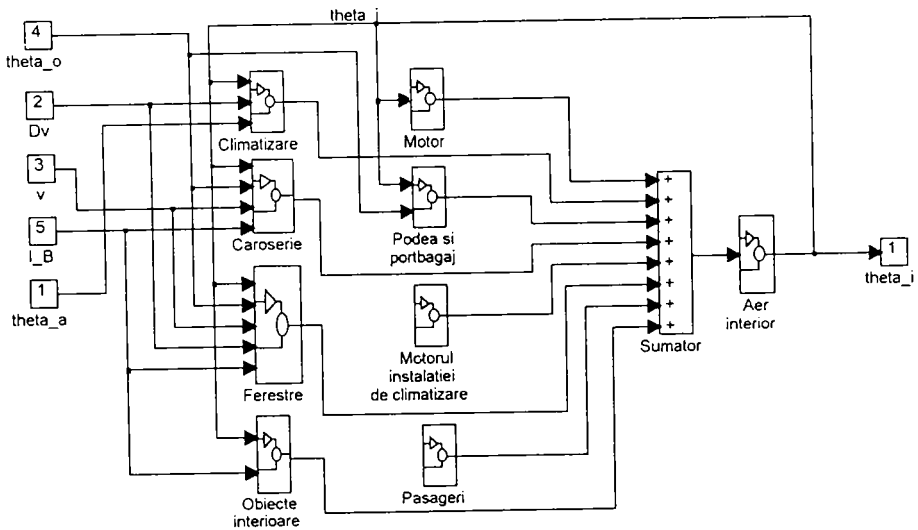 theta_i
4
theta_o
2
Dv
3
v
5
I_B
1
theta_a
Climatizare
Caroserie
Ferestre
Obiecte
interioare
Motor
Podea si
portbagaj
Motorul
instalatiei
de climatizare
Pasageri
+
+
+
+
+
+
+
+
Sumator
Aer
interior
1
theta_i